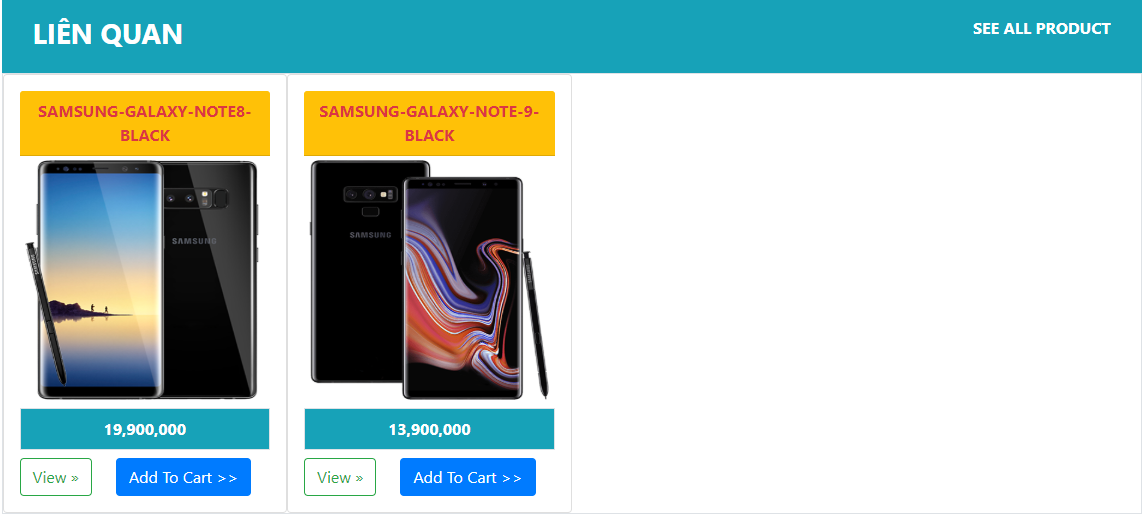 LIÊN QUAN
SEE ALL PRODUCT
SAMSUNG-GALAXY-NOTE8-
BLACK
SAMSUNG
SAMSUNG
19,900,000
View »
Add To Cart >>
SAMSUNG-GALAXY-NOTE-9-
BLACK
SAMSUNG
13,900,000
View »
Add To Cart >>